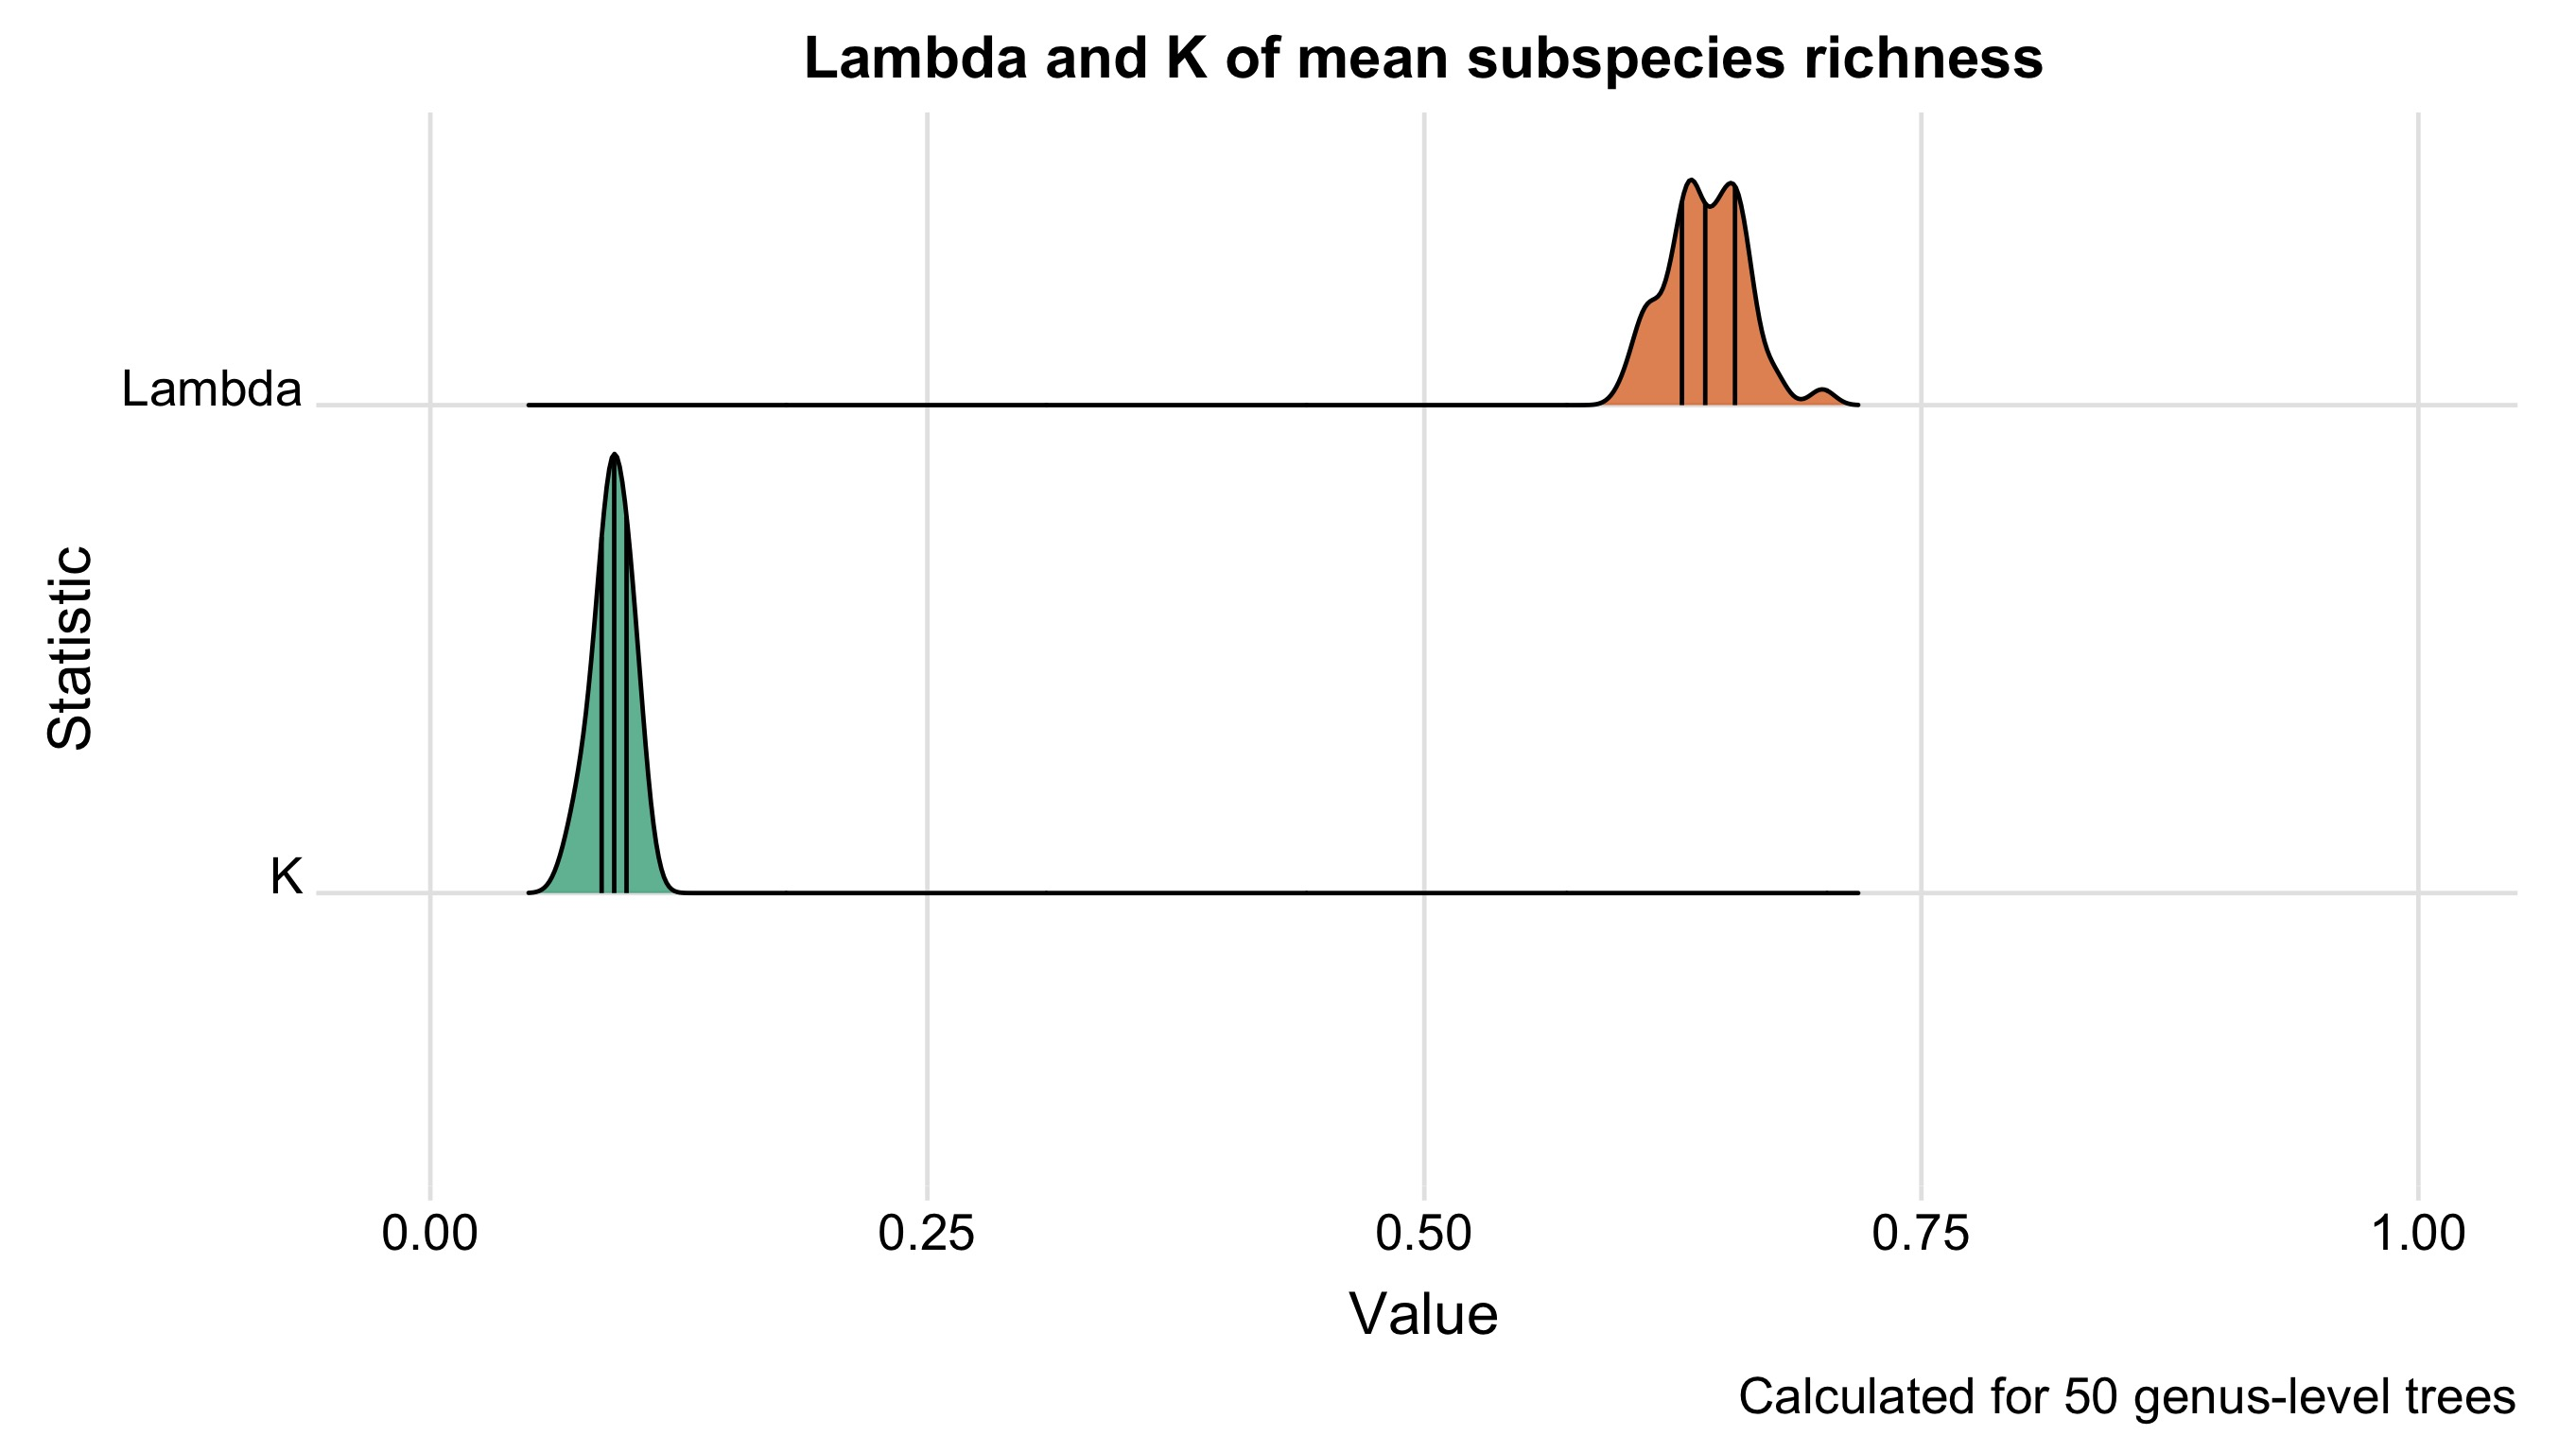 Lambda and K of mean subspecies richness
Lambda
Statistic
K
0.00 0.25 0.50 0.75 1.00
Value
Calculated for 50 genus-level trees